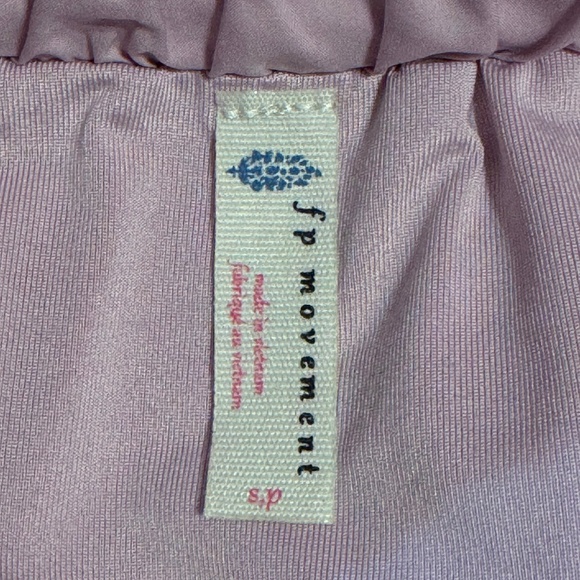 fp movement
made in vietnam
fabriqué au vietnam
s/p